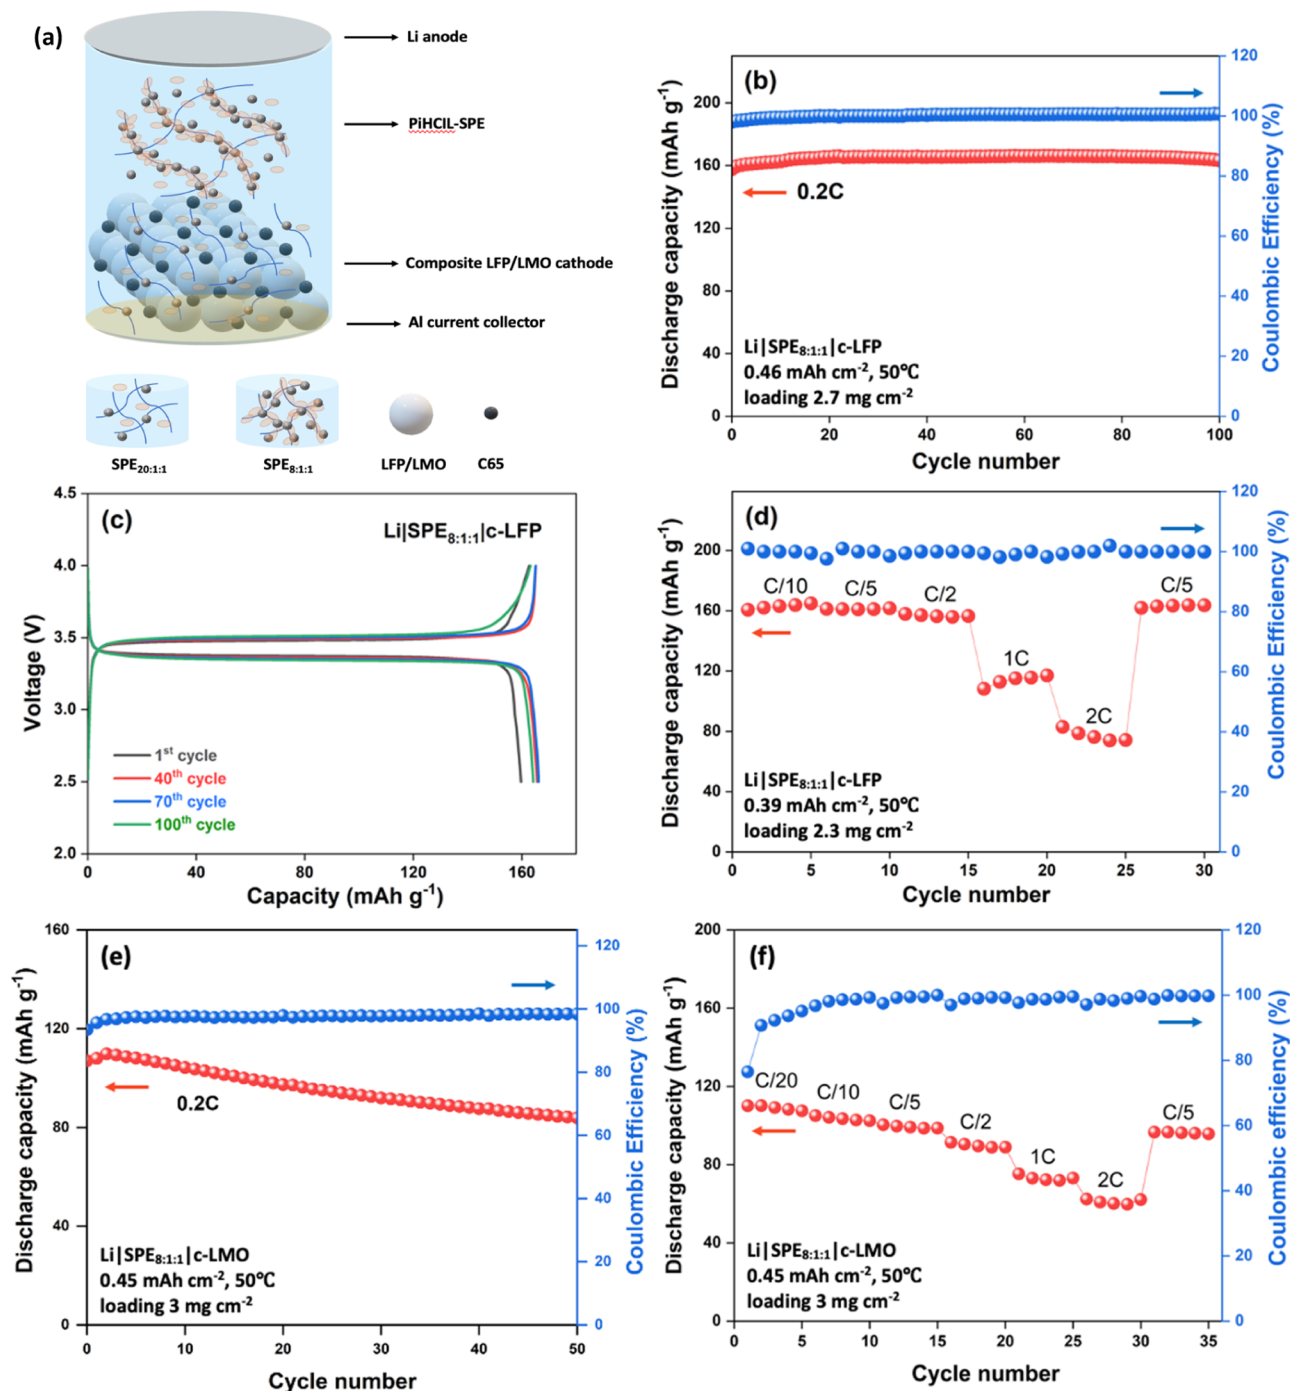 (a)
Li anode
PiHCIL-SPE
Composite LFP/LMO cathode
Al current collector
SPE20:1:1
SPE8:1:1
LFP/LMO
C65
(b)
Discharge capacity (mAh g-1)
200
160
120
80
40
0
0.2C
Li|SPE8:1:1|c-LFP
0.46 mAh cm-2, 50℃
loading 2.7 mg cm-2
0 20 40 60 80 100
Cycle number
120
100
80
60
40
20
0
Coulombic Efficiency (%)
(c)
Li|SPE8:1:1|c-LFP
Voltage (V)
4.5
4.0
3.5
3.0
2.5
2.0
1st cycle
40th cycle
70th cycle
100th cycle
0 40 80 120 160
Capacity (mAh g-1)
(d)
Discharge capacity (mAh g-1)
200
160
120
80
40
0
C/10
C/5
C/2
1C
2C
C/5
Li|SPE8:1:1|c-LFP
0.39 mAh cm-2, 50℃
loading 2.3 mg cm-2
0 5 10 15 20 25 30
Cycle number
120
100
80
60
40
20
0
Coulombic Efficiency (%)
(e)
Discharge capacity (mAh g-1)
160
120
80
40
0
0.2C
Li|SPE8:1:1|c-LMO
0.45 mAh cm-2, 50℃
loading 3 mg cm-2
0 10 20 30 40 50
Cycle number
120
100
80
60
40
20
0
Coulombic Efficiency (%)
(f)
Discharge capacity (mAh g-1)
200
160
120
80
40
0
C/20
C/10
C/5
C/2
1C
2C
C/5
Li|SPE8:1:1|c-LMO
0.45 mAh cm-2, 50℃
loading 3 mg cm-2
0 5 10 15 20 25 30 35
Cycle number
120
100
80
60
40
20
0
Coulombic efficiency (%)